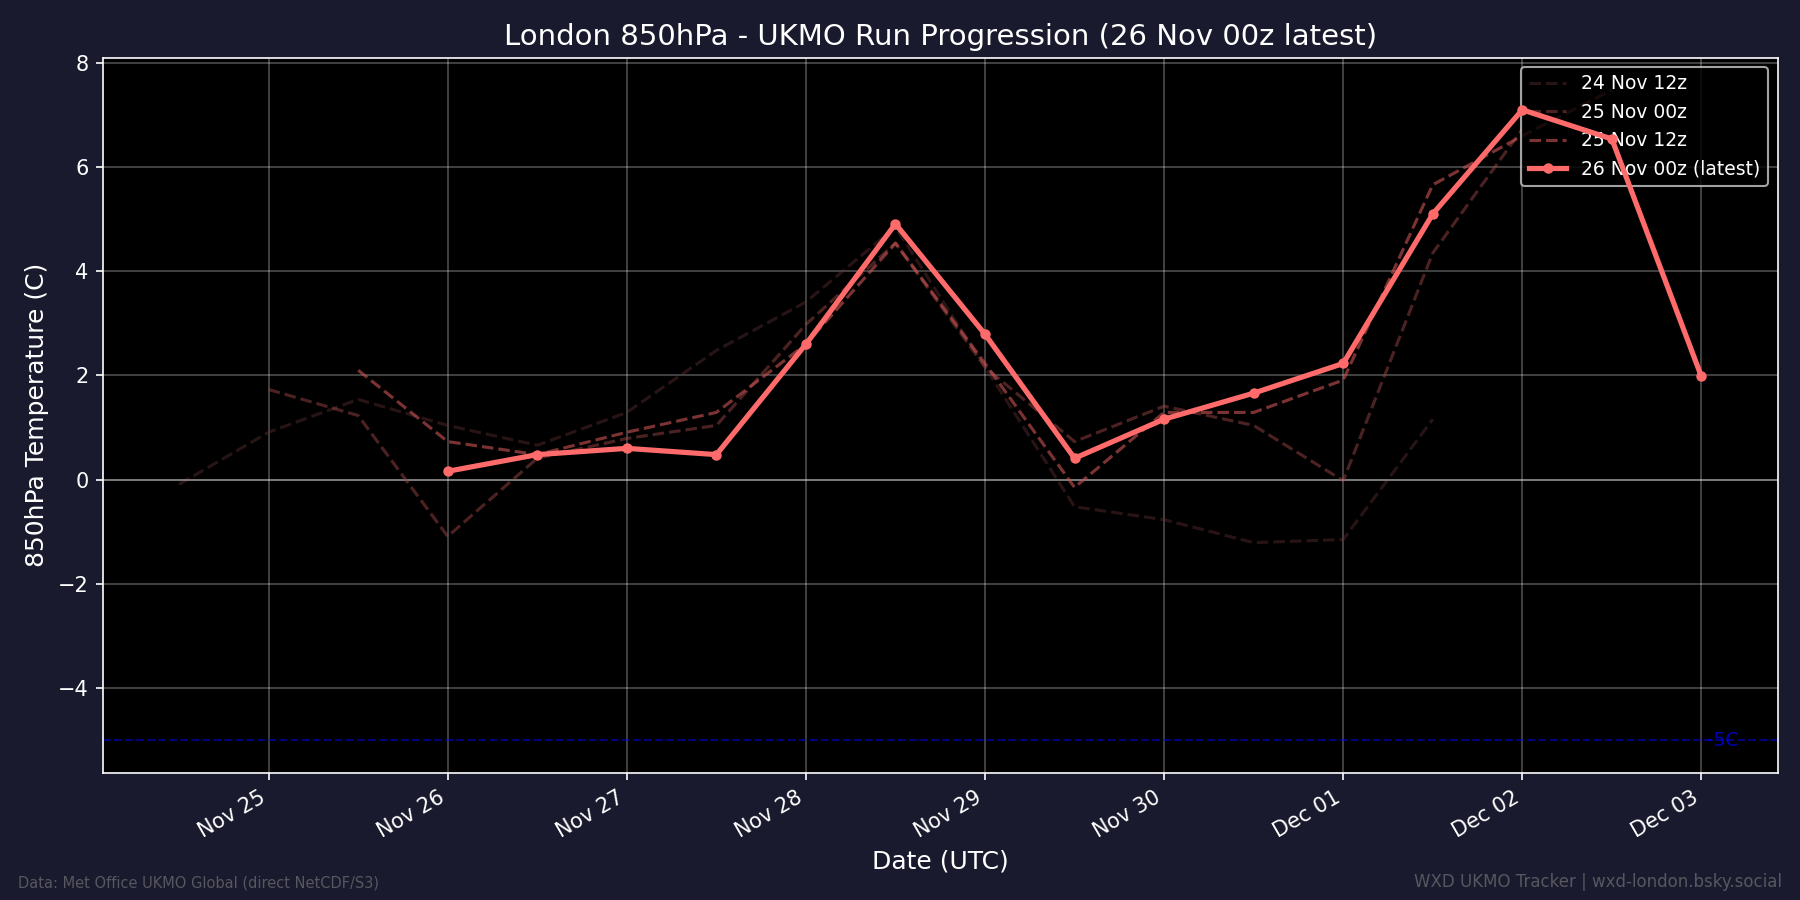 London 850hPa - UKMO Run Progression (26 Nov 00z latest)
24 Nov 12z
25 Nov 00z
25 Nov 12z
26 Nov 00z (latest)
850hPa Temperature (C)
8
6
4
2
0
−2
−4
-5C
Nov 25
Nov 26
Nov 27
Nov 28
Nov 29
Nov 30
Dec 01
Dec 02
Dec 03
Date (UTC)
Data: Met Office UKMO Global (direct NetCDF/S3)
WXD UKMO Tracker | wxd-london.bsky.social